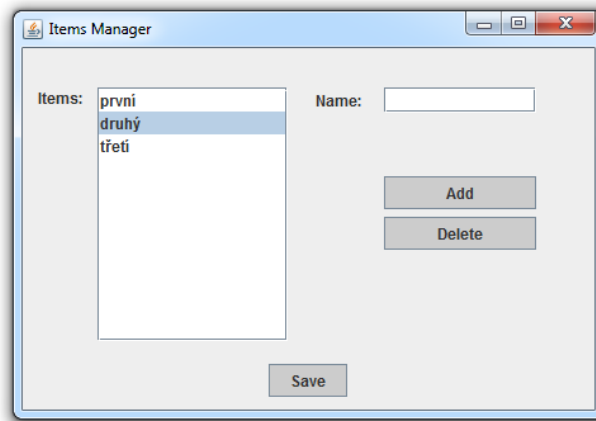 Items Manager
Items:
první
druhý
třetí
Name:
Add
Delete
Save